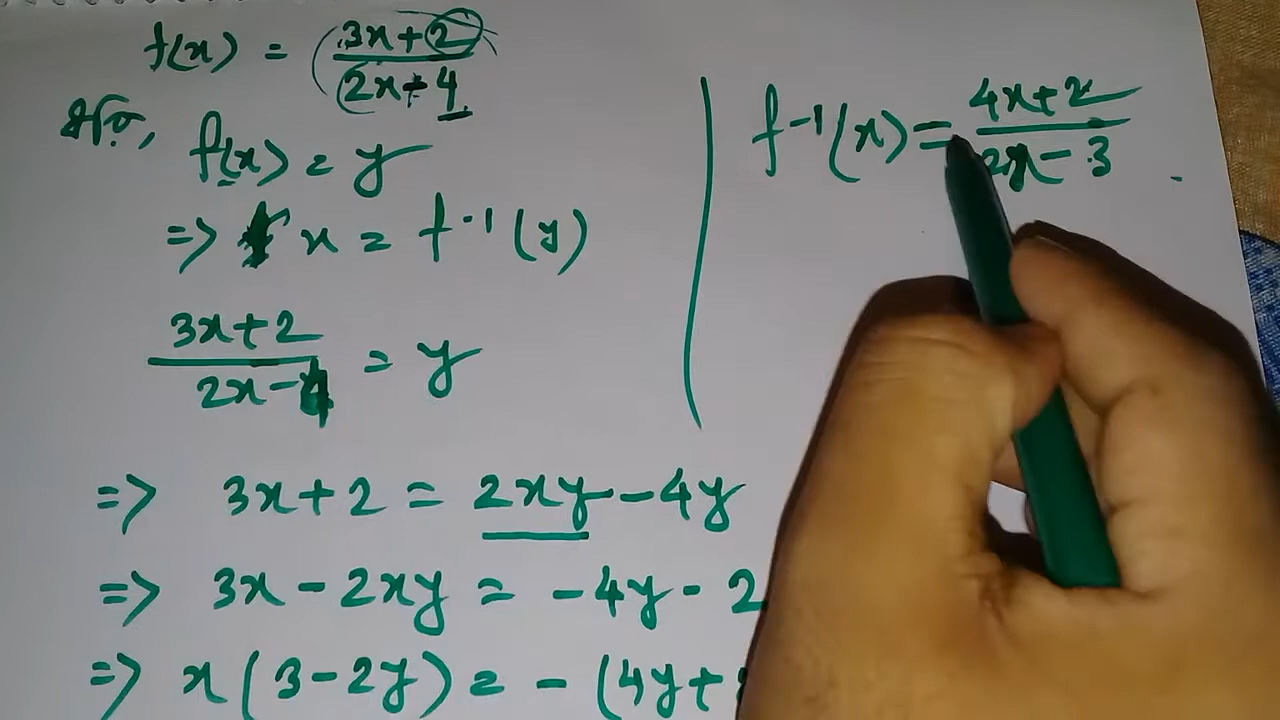 f(x) = (3x+2)/(2x-4)
ধরি,
f(x) = y
=> x = f⁻¹(y)
(3x+2)/(2x-4) = y
=> 3x+2 = 2xy-4y
=> 3x-2xy = -4y-2
=> x(3-2y) = -(4y+
f⁻¹(x) = (4x+2)/(2x-3)